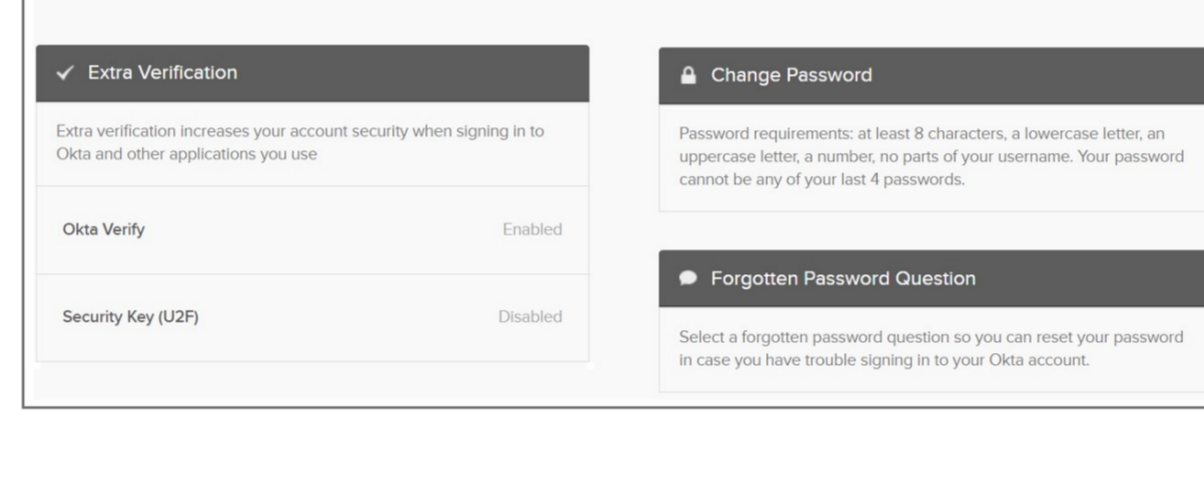 Extra Verification
Extra verification increases your account security when signing in to
Okta and other applications you use
Okta Verify
Enabled
Security Key (U2F)
Disabled
Change Password
Password requirements: at least 8 characters, a lowercase letter, an
uppercase letter, a number, no parts of your username. Your password
cannot be any of your last 4 passwords.
Forgotten Password Question
Select a forgotten password question so you can reset your password
in case you have trouble signing in to your Okta account.